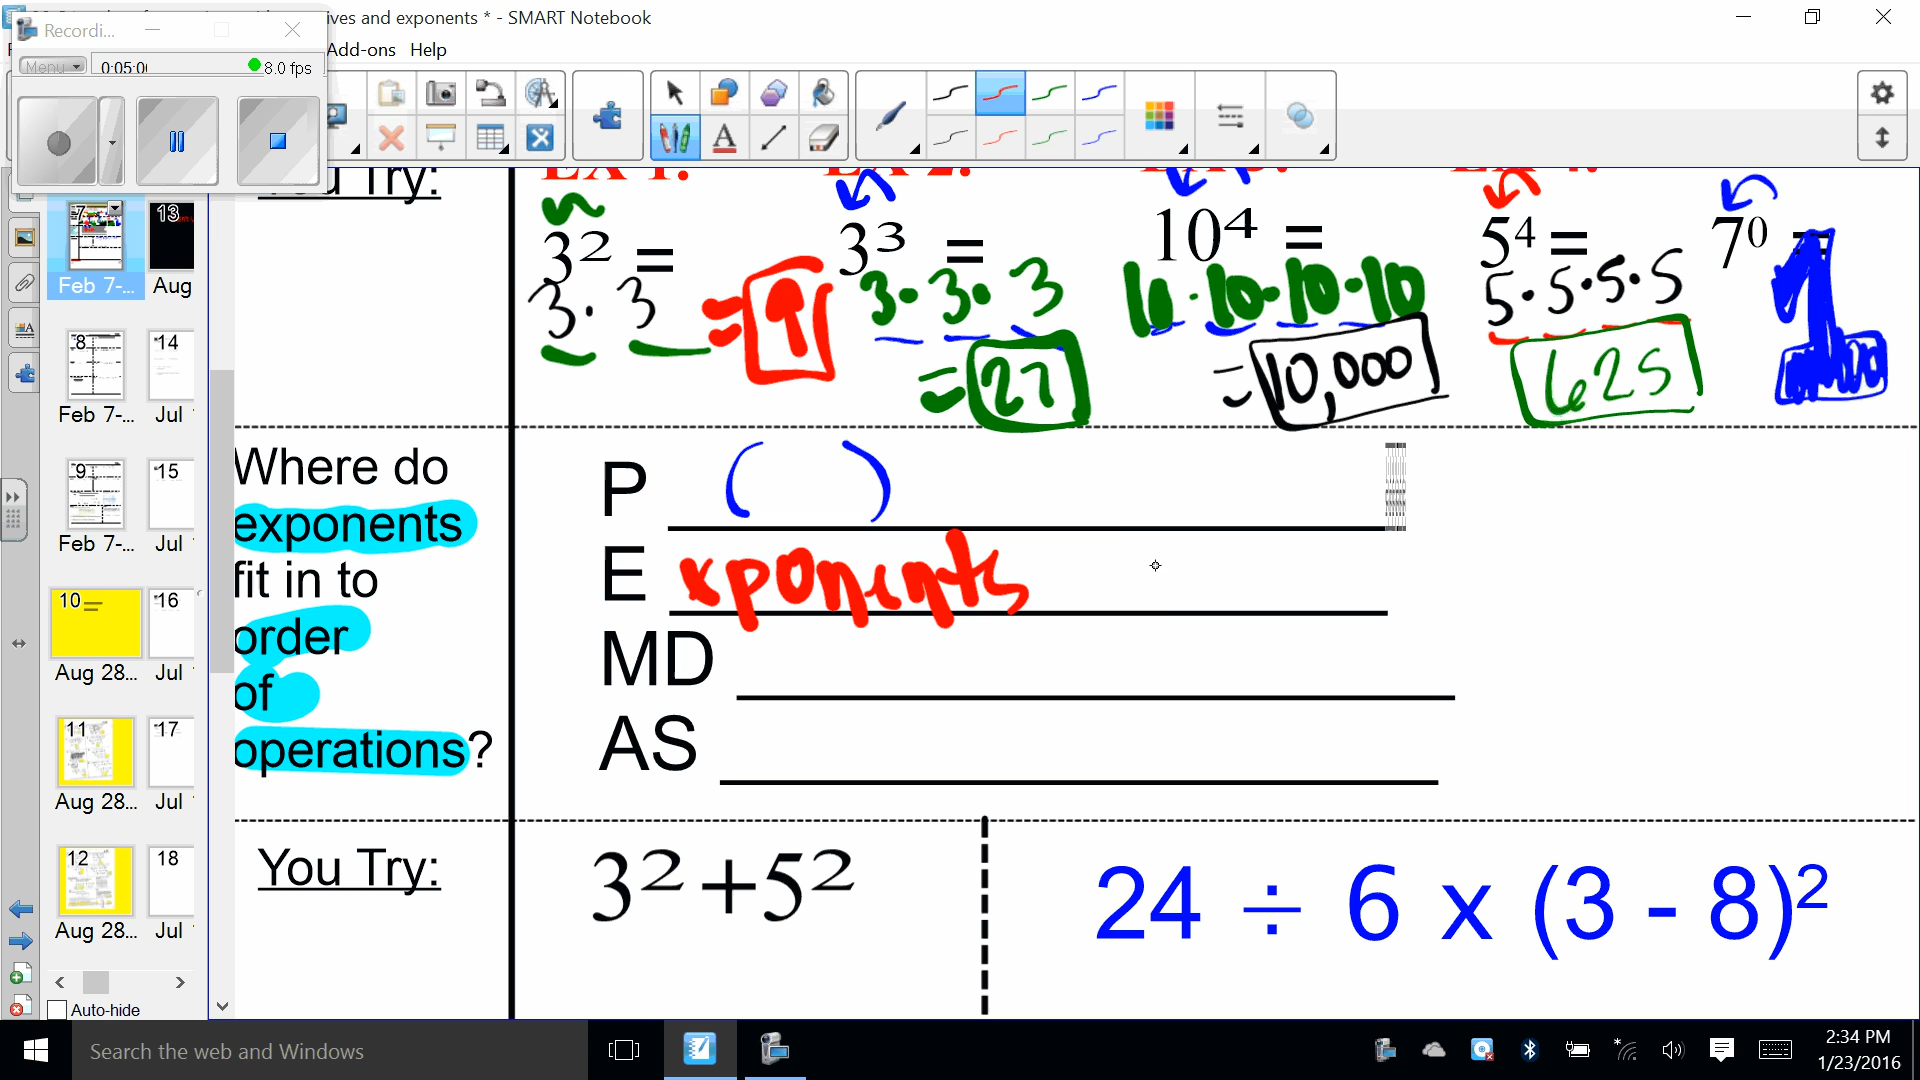 ives and exponents * - SMART Notebook
Recordi...
Add-ons Help
Menu
8.0 fps
You Try:
3² =
3³ =
10⁴ =
5⁴ =
7⁰ =
3 · 3 = 9
3 · 3 · 3
10 · 10 · 10 · 10
5 · 5 · 5 · 5
1
= 27
= 10,000
625
Where do
exponents
fit in to
order
of
operations?
P ( )
E xponents
MD
AS
You Try:
3² + 5²
24 ÷ 6 x (3 - 8)²
7
13
Feb 7-...
Aug
8
14
Feb 7-...
Jul
9
15
Feb 7-...
Jul
10
16
Aug 28...
Jul
11
17
Aug 28...
Jul
12
18
Aug 28...
Jul
Auto-hide
Search the web and Windows
2:34 PM
1/23/2016